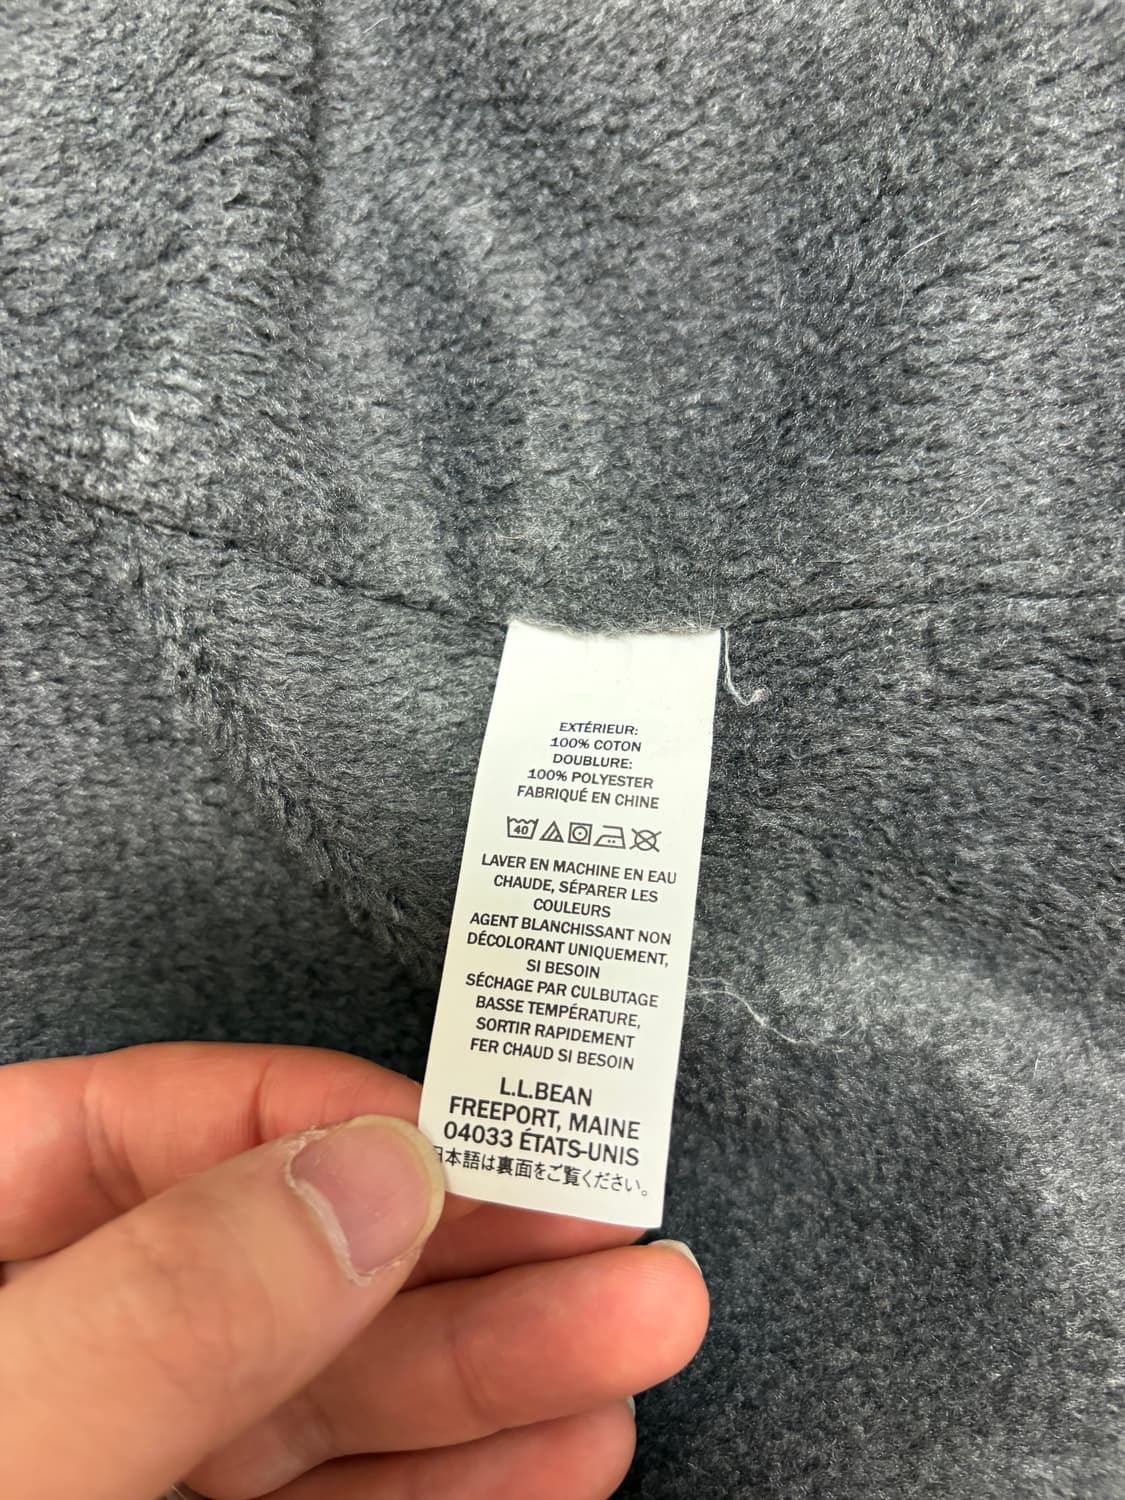 EXTÉRIEUR:
100% COTON
DOUBLURE:
100% POLYESTER
FABRIQUÉ EN CHINE
40
LAVER EN MACHINE EN EAU
CHAUDE, SÉPARER LES
COULEURS
AGENT BLANCHISSANT NON
DÉCOLORANT UNIQUEMENT,
SI BESOIN
SÉCHAGE PAR CULBUTAGE
BASSE TEMPÉRATURE,
SORTIR RAPIDEMENT
FER CHAUD SI BESOIN
L.L.BEAN
FREEPORT, MAINE
04033 ÉTATS-UNIS
日本語は裏面をご覧ください。